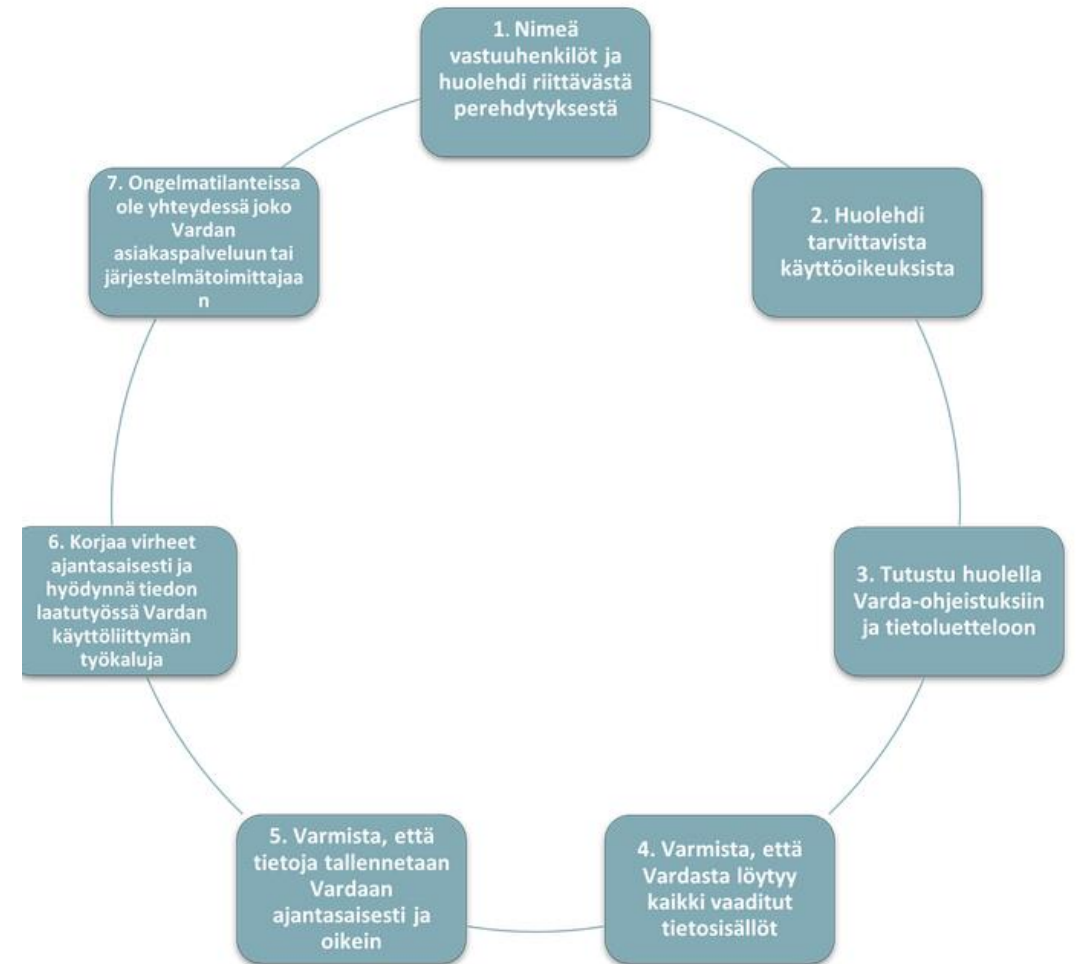 1. Nimeä
vastuuhenkilöt ja
huolehdi riittävästä
perehdytyksestä
2. Huolehdi
tarvittavista
käyttöoikeuksista
3. Tutustu huolella
Varda-ohjeistuksiin
ja tietoluetteloon
4. Varmista, että
Vardasta löytyy
kaikki vaaditut
tietosisällöt
5. Varmista, että
tietoja tallennetaan
Vardaan
ajantasaisesti ja
oikein
6. Korjaa virheet
ajantasaisesti ja
hyödynnä tiedon
laatutyössä Vardan
käyttöliittymän
työkaluja
7. Ongelmatilanteissa
ole yhteydessä joko
Vardan
asiakaspalveluun tai
järjestelmätoimittajaa
n